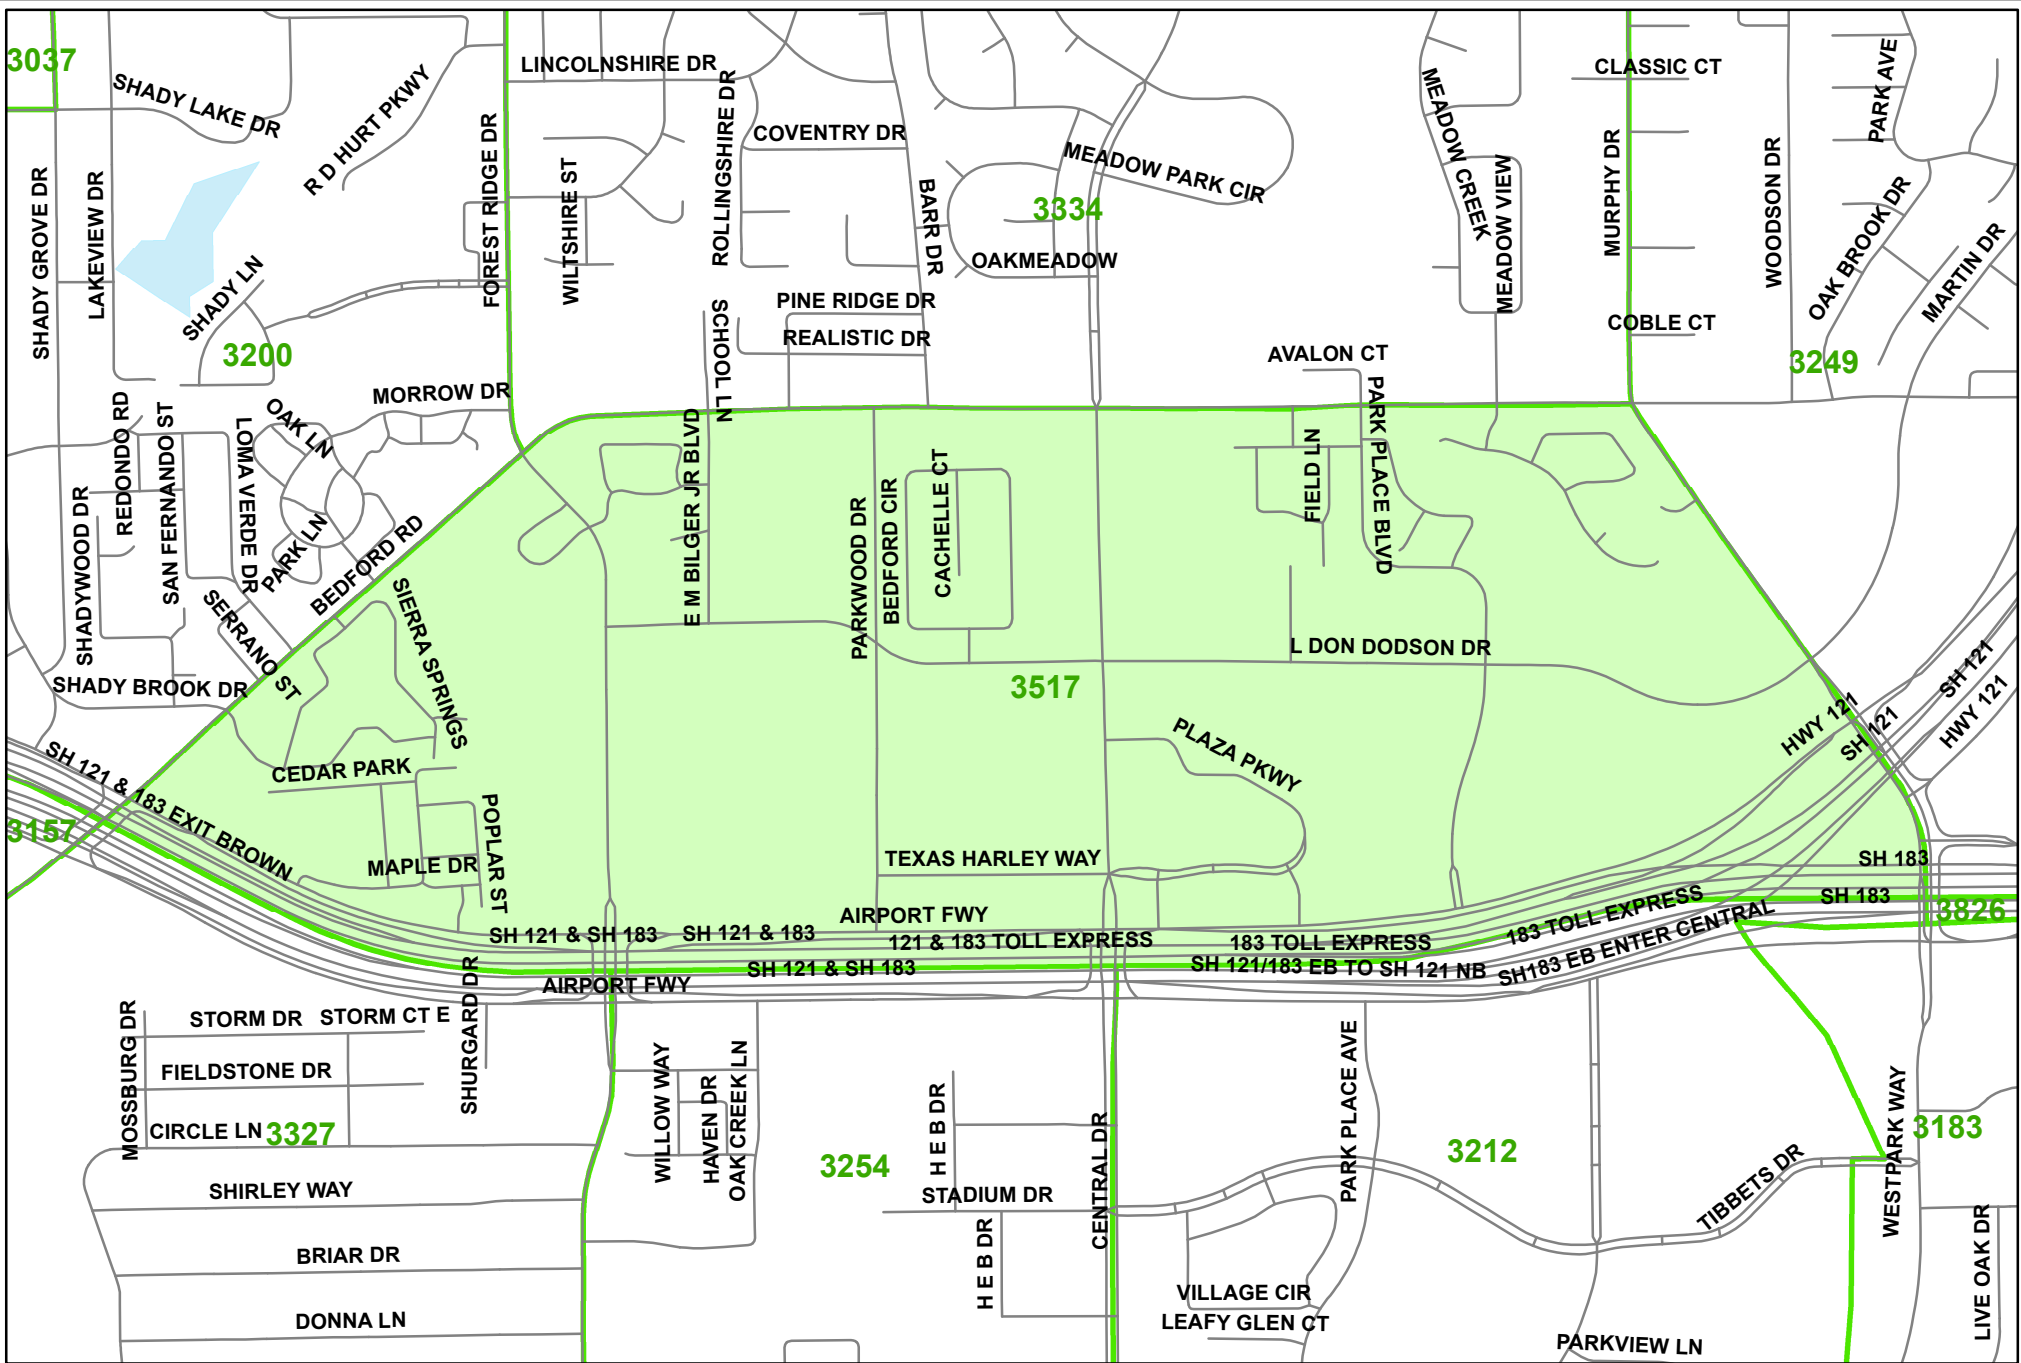 3037
SHADY LAKE DR
R D HURT PKWY
LINCOLNSHIRE DR
ROLLINGSHIRE DR
COVENTRY DR
MEADOW PARK CIR
MEADOW CREEK
CLASSIC CT
PARK AVE
SHADY GROVE DR
LAKEVIEW DR
FOREST RIDGE DR
WILTSHIRE ST
BARR DR
3334
MEADOW VIEW
MURPHY DR
WOODSON DR
OAK BROOK DR
MARTIN DR
SHADY LN
OAKMEADOW
PINE RIDGE DR
REALISTIC DR
SCHOOL LN
COBLE CT
3200
AVALON CT
3249
MORROW DR
REDONDO RD
SAN FERNANDO ST
LOMA VERDE DR
OAK LN
PARK LN
BEDFORD RD
E M BILGER JR BLVD
PARKWOOD DR
BEDFORD CIR
CACHELLE CT
FIELD LN
PARK PLACE BLVD
SHADYWOOD DR
SERRANO ST
SIERRA SPRINGS
SHADY BROOK DR
L DON DODSON DR
3517
SH 121
HWY 121
HWY 121
SH 121
PLAZA PKWY
SH 121 & 183 EXIT BROWN
CEDAR PARK
3157
MAPLE DR
POPLAR ST
TEXAS HARLEY WAY
SH 183
SH 183
AIRPORT FWY
3826
SH 121 & SH 183
SH 121 & 183
121 & 183 TOLL EXPRESS
183 TOLL EXPRESS
183 TOLL EXPRESS
SH 121 & SH 183
SH 121/183 EB TO SH 121 NB
SH183 EB ENTER CENTRAL
AIRPORT FWY
MOSSBURG DR
STORM DR
STORM CT E
SHURGARD DR
FIELDSTONE DR
CIRCLE LN
3327
WILLOW WAY
HAVEN DR
OAK CREEK LN
H E B DR
CENTRAL DR
PARK PLACE AVE
3212
WESTPARK WAY
3183
3254
SHIRLEY WAY
STADIUM DR
TIBBETS DR
BRIAR DR
H E B DR
VILLAGE CIR
LEAFY GLEN CT
LIVE OAK DR
DONNA LN
PARKVIEW LN